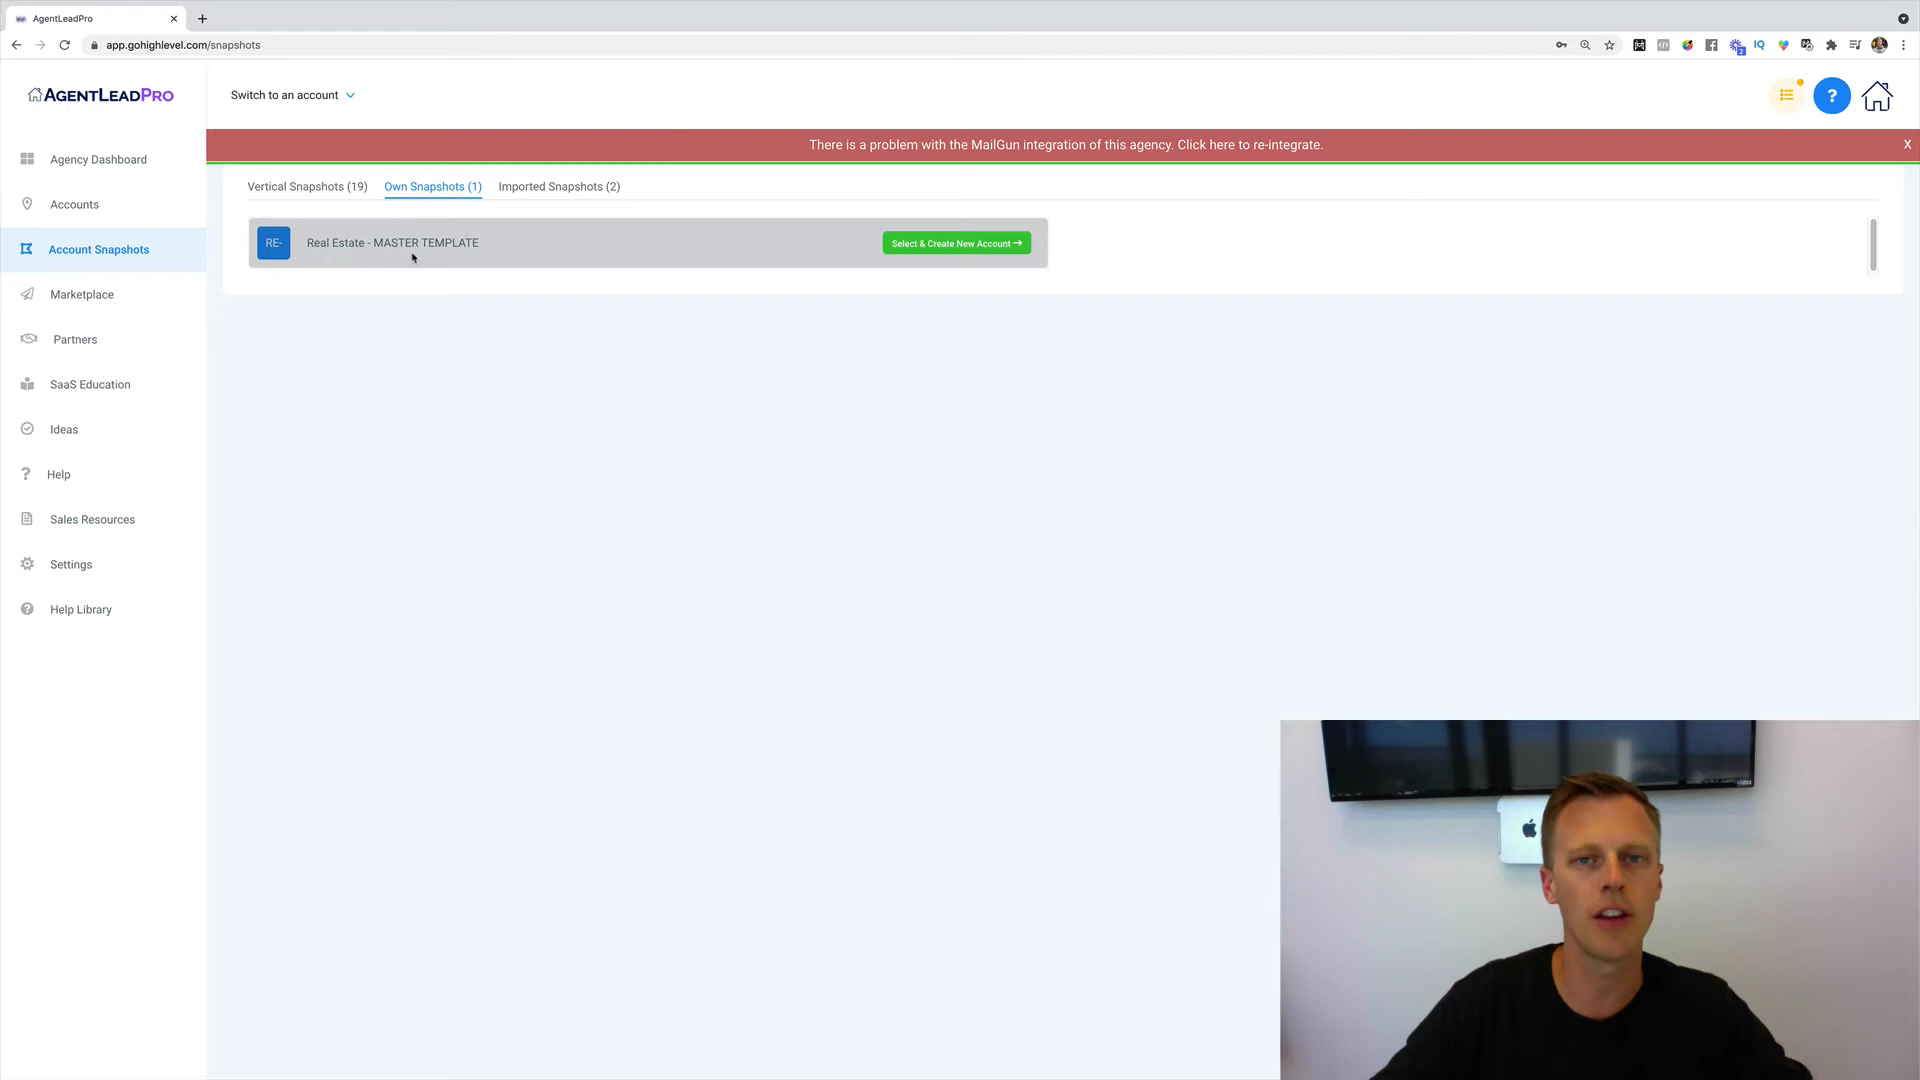 AgentLeadPro
app.gohighlevel.com/snapshots
IQ
2
AGENTLEADPRO
Switch to an account
?
There is a problem with the MailGun integration of this agency. Click here to re-integrate.
X
Agency Dashboard
Accounts
Account Snapshots
Marketplace
Partners
SaaS Education
Ideas
Help
Sales Resources
Settings
Help Library
Vertical Snapshots (19)
Own Snapshots (1)
Imported Snapshots (2)
RE-
Real Estate - MASTER TEMPLATE
Select & Create New Account